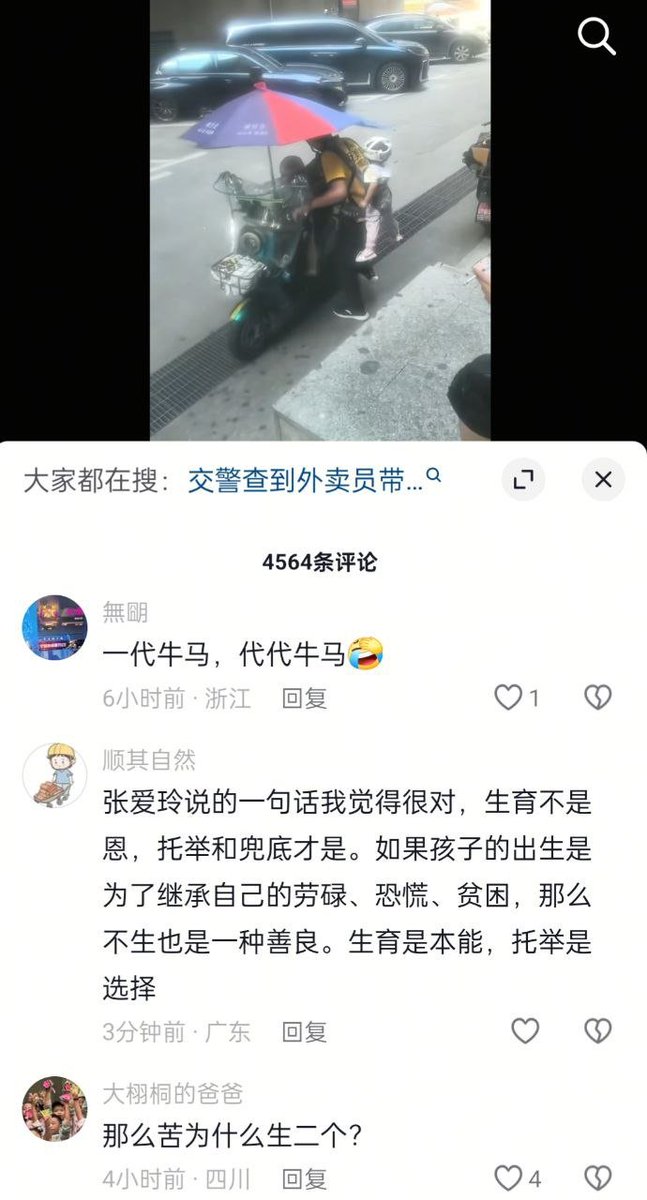 大家都在搜：交警查到外卖员带...
4564条评论
無朙
一代牛马，代代牛马🤣
6小时前 · 浙江 回复 1
顺其自然
张爱玲说的一句话我觉得很对，生育不是
恩，托举和兜底才是。如果孩子的出生是
为了继承自己的劳碌、恐慌、贫困，那么
不生也是一种善良。生育是本能，托举是
选择
3分钟前 · 广东 回复
大栩桐的爸爸
那么苦为什么生二个？
4小时前 · 四川 回复 4